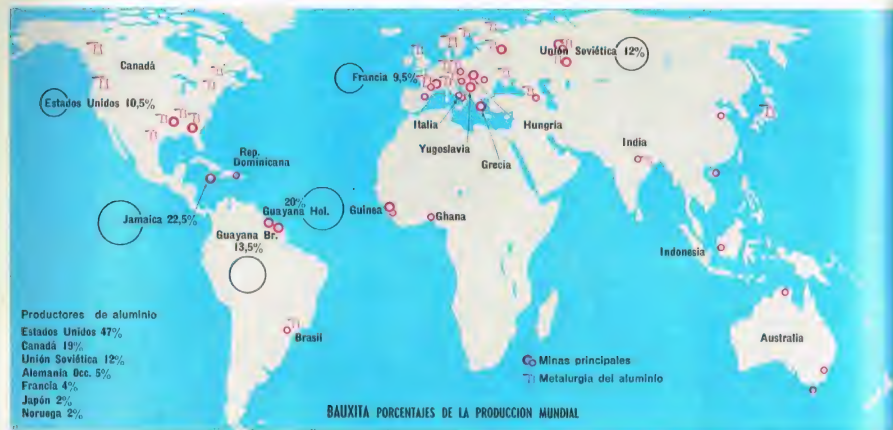 Canadá
Estados Unidos 10,5%
Francia 9,5%
Unión Soviética 12%
Italia
Hungría
Yugoslavia
Grecia
India
Rep.
Dominicana
Jamaica 22,5%
20%
Guayana Hol.
Guayana Br.
13,5%
Guinea
Ghana
Indonesia
Brasil
Australia
Productores de aluminio
Estados Unidos 47%
Canadá 19%
Unión Soviética 12%
Alemania Occ. 5%
Francia 4%
Japón 2%
Noruega 2%
Minas principales
Metalurgia del aluminio
BAUXITA PORCENTAJES DE LA PRODUCCION MUNDIAL